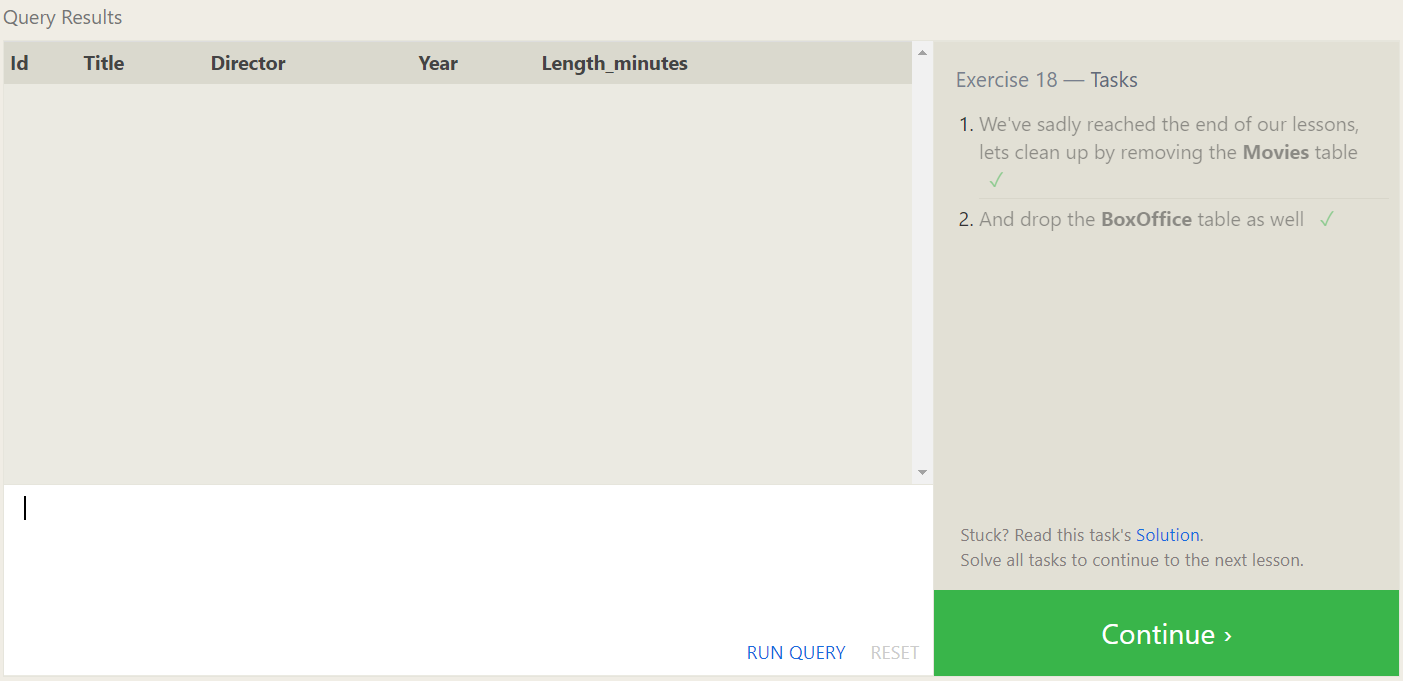 Query Results
Id Title Director Year Length_minutes
Exercise 18 — Tasks
1. We've sadly reached the end of our lessons,
lets clean up by removing the Movies table
✓
2. And drop the BoxOffice table as well ✓
Stuck? Read this task's Solution.
Solve all tasks to continue to the next lesson.
RUN QUERY RESET
Continue ›